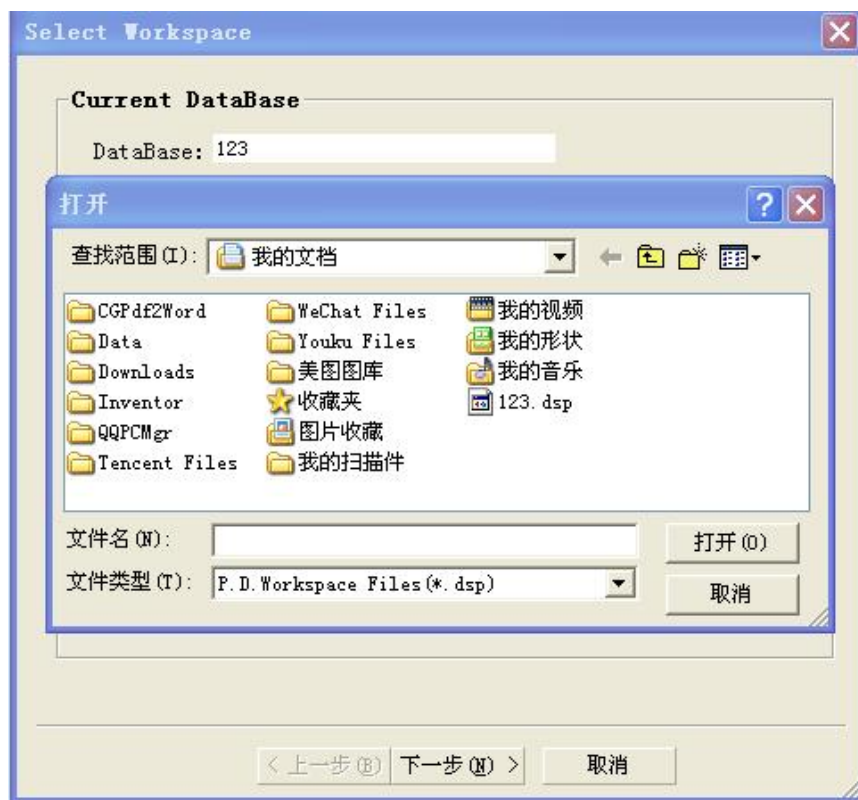 Select Workspace
Current DataBase
DataBase: 123
打开
查找范围(I): 我的文档
CGPdf2Word WeChat Files 我的视频
Data Youku Files 我的形状
Downloads 美图图库 我的音乐
Inventor 收藏夹 123.dsp
QQPCMgr 图片收藏
Tencent Files 我的扫描件
文件名(N): 打开(O)
文件类型(T): P.D.Workspace Files(*.dsp) 取消
< 上一步(B) 下一步(N) > 取消